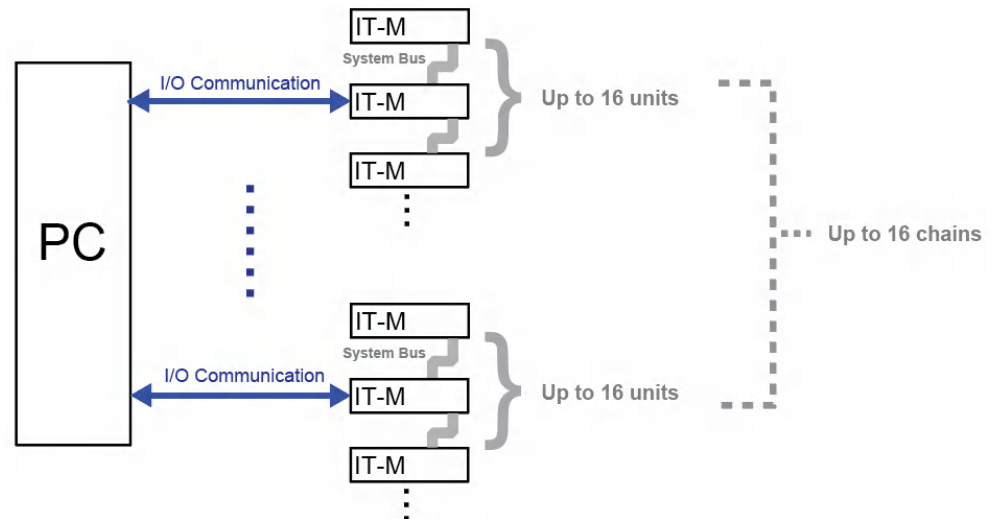 IT-M
System Bus
I/O Communication
IT-M
Up to 16 units
IT-M
PC
Up to 16 chains
IT-M
System Bus
I/O Communication
IT-M
Up to 16 units
IT-M